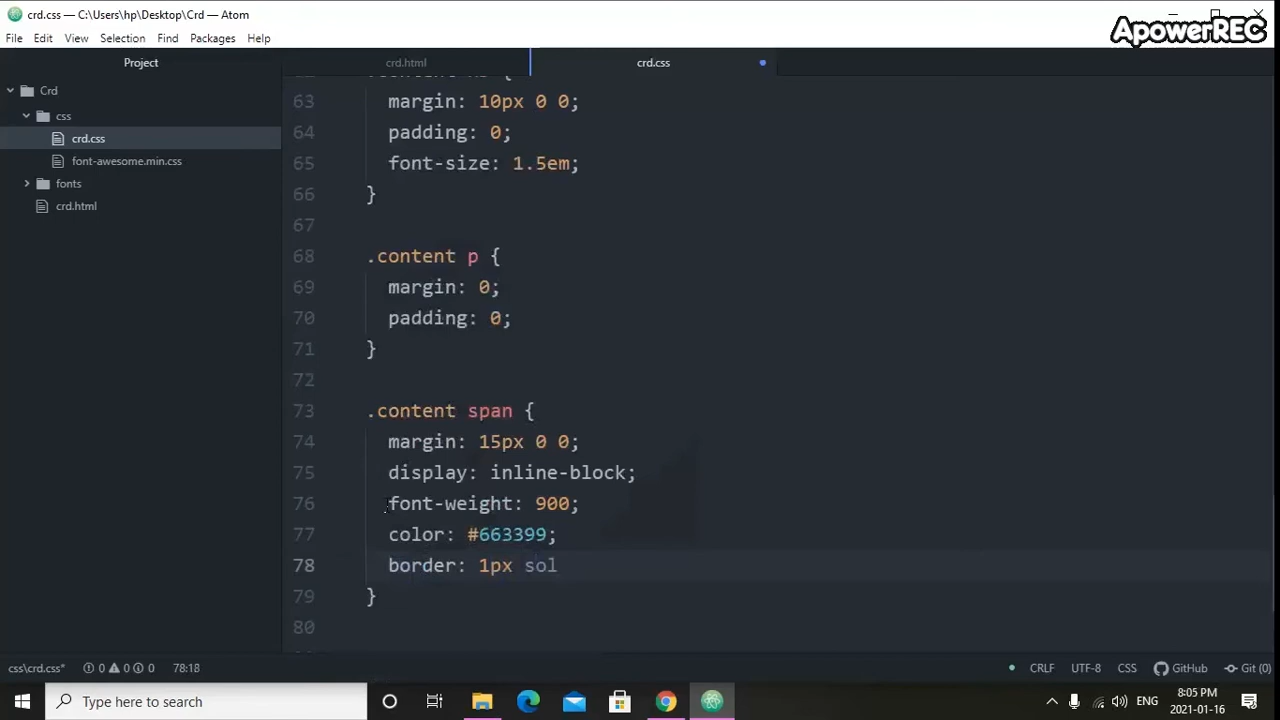 crd.css — C:\Users\hp\Desktop\Crd — Atom
ApowerREC
File Edit View Selection Find Packages Help
Project
crd.html
crd.css
Crd
css
crd.css
font-awesome.min.css
fonts
crd.html
63 margin: 10px 0 0;
64 padding: 0;
65 font-size: 1.5em;
66 }
67
68 .content p {
69 margin: 0;
70 padding: 0;
71 }
72
73 .content span {
74 margin: 15px 0 0;
75 display: inline-block;
76 font-weight: 900;
77 color: #663399;
78 border: 1px sol
79 }
80
css\crd.css* 0 0 0 78:18
CRLF UTF-8 CSS GitHub Git (0)
Type here to search
ENG
8:05 PM
2021-01-16